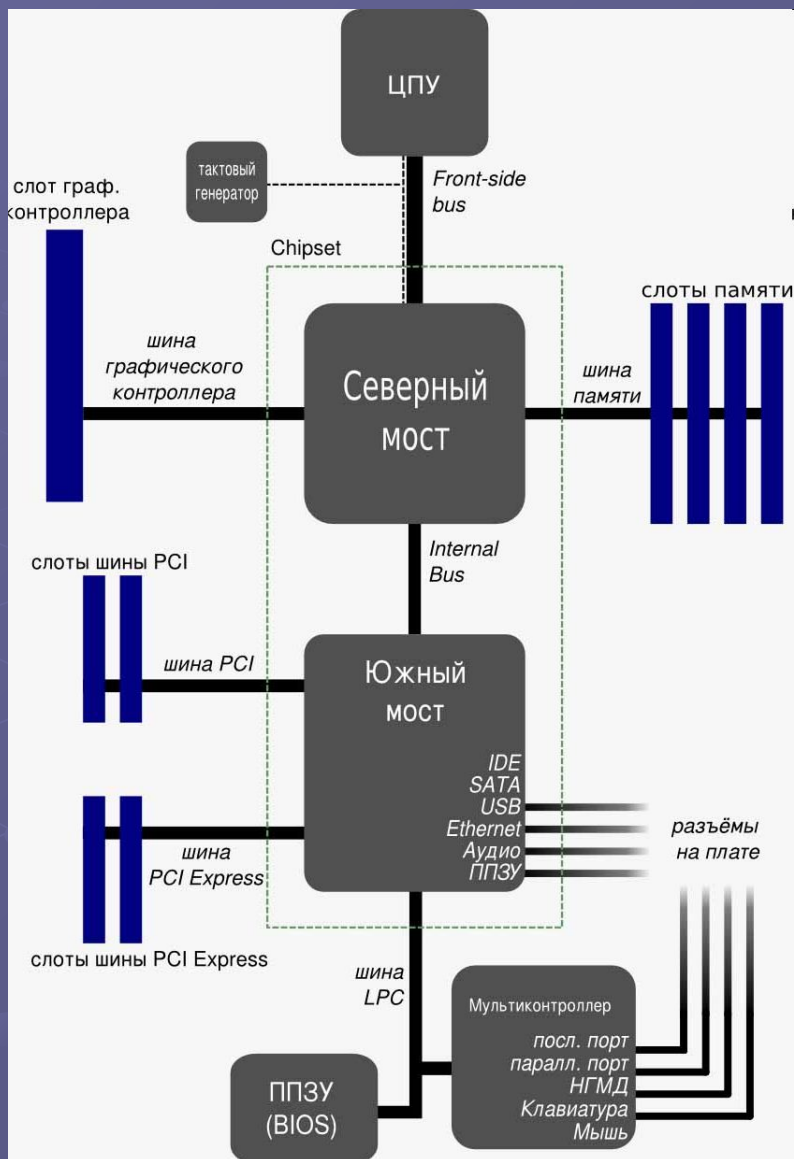 ЦПУ
тактовый
генератор
Front-side
bus
слот граф.
контроллера
Chipset
слоты памяти
шина
графического
контроллера
Северный
мост
шина
памяти
Internal
Bus
слоты шины PCI
шина PCI
Южный
мост
IDE
SATA
USB
Ethernet
Аудио
ППЗУ
разъёмы
на плате
шина
PCI Express
слоты шины PCI Express
шина
LPC
Мультиконтроллер
посл. порт
паралл. порт
НГМД
Клавиатура
Мышь
ППЗУ
(BIOS)